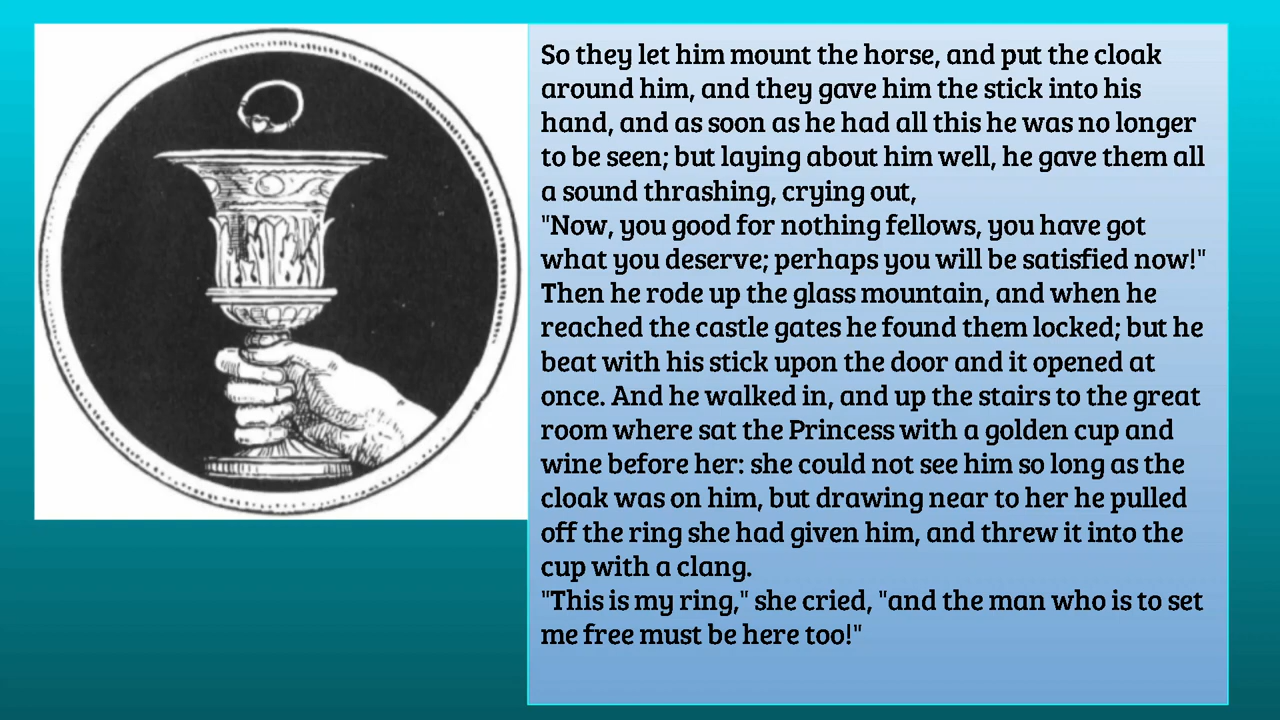 So they let him mount the horse, and put the cloak
around him, and they gave him the stick into his
hand, and as soon as he had all this he was no longer
to be seen; but laying about him well, he gave them all
a sound thrashing, crying out,
"Now, you good for nothing fellows, you have got
what you deserve; perhaps you will be satisfied now!"
Then he rode up the glass mountain, and when he
reached the castle gates he found them locked; but he
beat with his stick upon the door and it opened at
once. And he walked in, and up the stairs to the great
room where sat the Princess with a golden cup and
wine before her: she could not see him so long as the
cloak was on him, but drawing near to her he pulled
off the ring she had given him, and threw it into the
cup with a clang.
"This is my ring," she cried, "and the man who is to set
me free must be here too!"